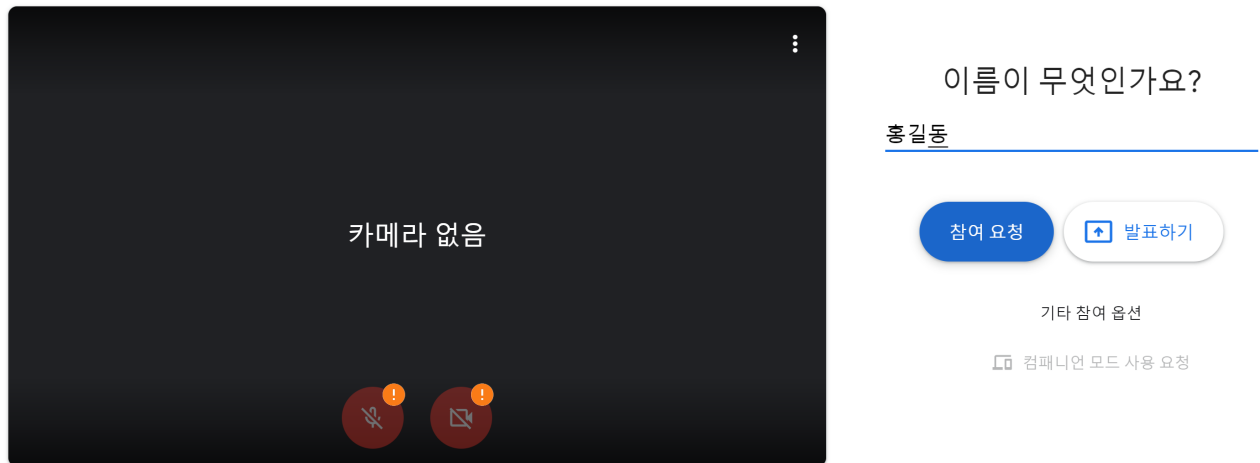 카메라 없음
이름이 무엇인가요?
홍길동
참여 요청
발표하기
기타 참여 옵션
컴패니언 모드 사용 요청